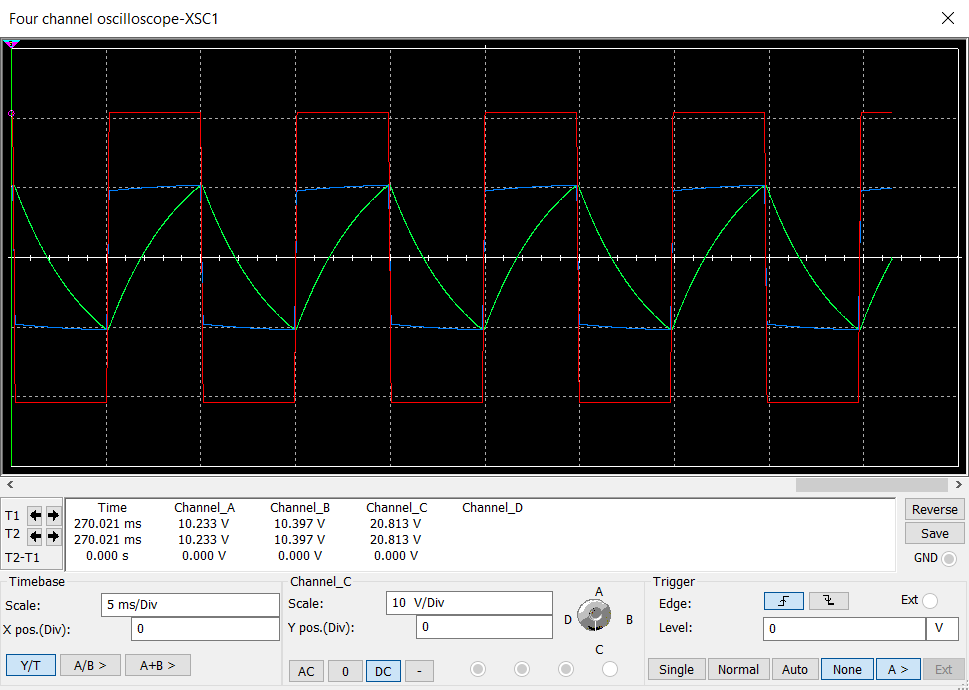 Four channel oscilloscope-XSC1
Time Channel_A Channel_B Channel_C Channel_D
T1 270.021 ms 10.233 V 10.397 V 20.813 V
T2 270.021 ms 10.233 V 10.397 V 20.813 V
T2-T1 0.000 s 0.000 V 0.000 V 0.000 V
Reverse
Save
GND
Timebase
Scale: 5 ms/Div
X pos.(Div): 0
Y/T A/B > A+B >
Channel_C
Scale: 10 V/Div
Y pos.(Div): 0
AC 0 DC -
A
D B
C
Trigger
Edge: Ext
Level: 0 V
Single Normal Auto None A > Ext